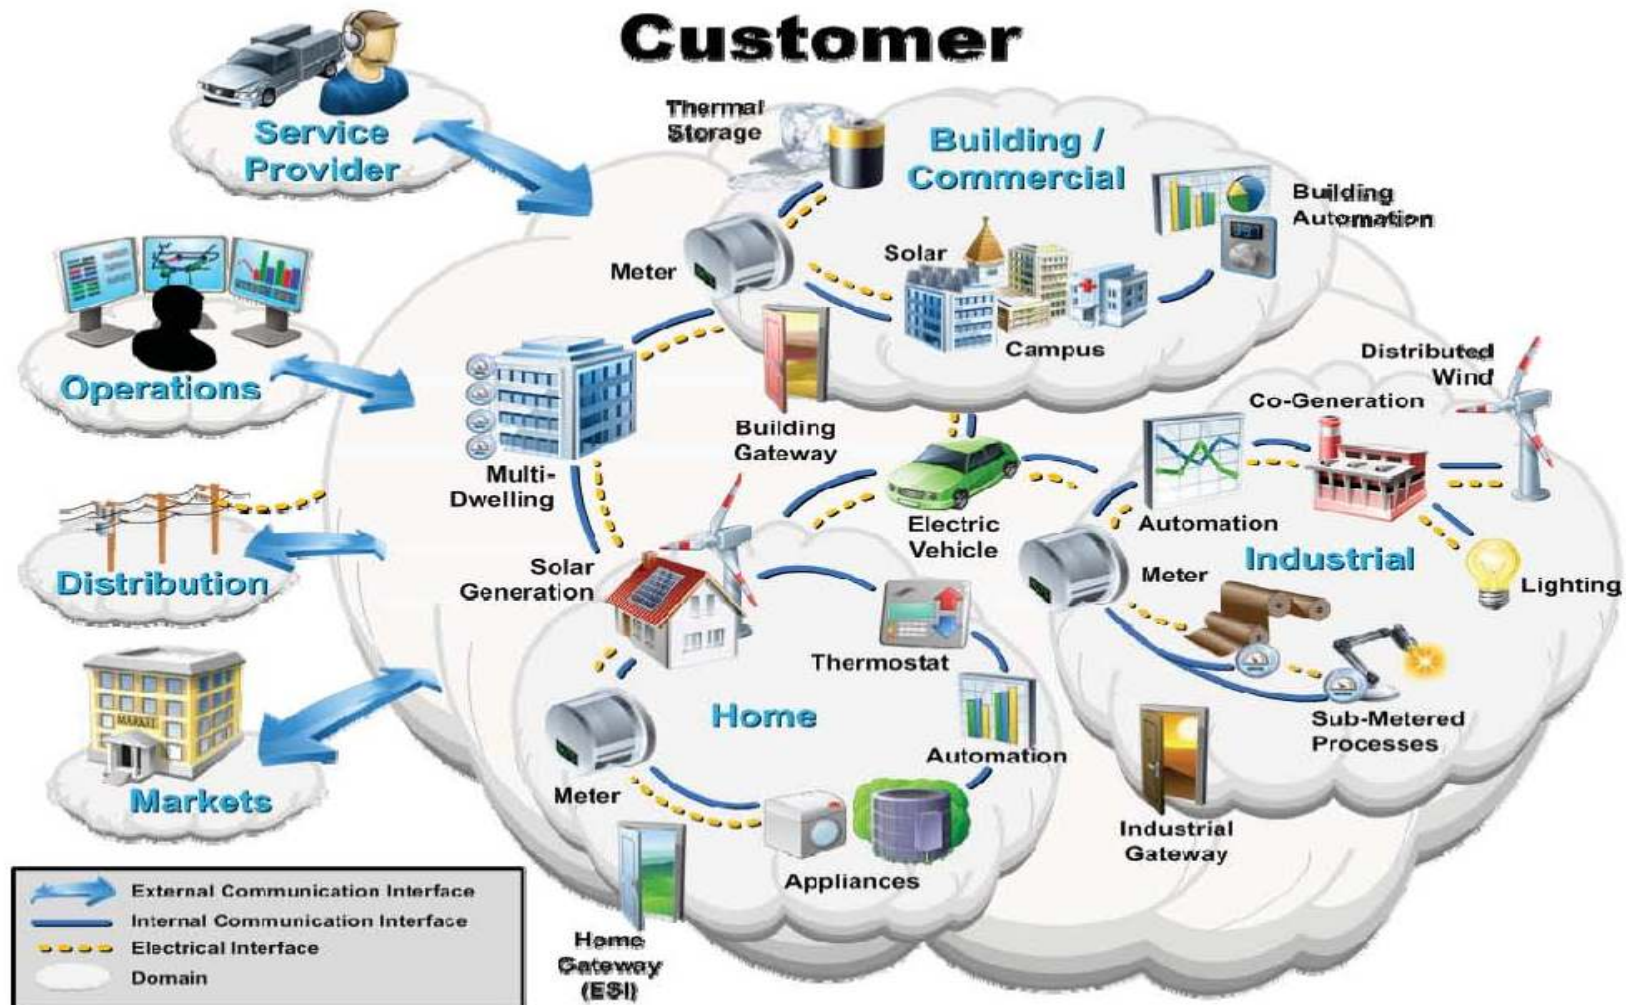 Customer
Service
Provider
Thermal
Storage
Building /
Commercial
Building
Automation
Meter
Solar
Campus
Operations
Multi-
Dwelling
Building
Gateway
Distributed
Wind
Co-Generation
Electric
Vehicle
Automation
Industrial
Meter
Lighting
Distribution
Solar
Generation
Thermostat
Home
Automation
Sub-Metered
Processes
MARKET
Markets
Meter
Industrial
Gateway
Appliances
Home
Gateway
(ESI)
External Communication Interface
Internal Communication Interface
Electrical Interface
Domain